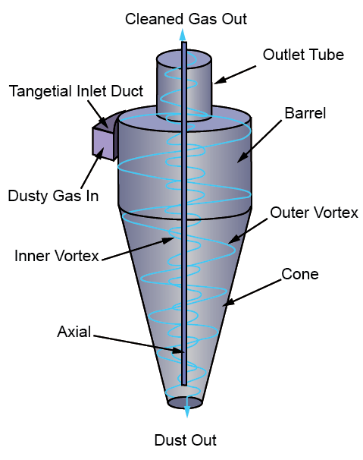 Cleaned Gas Out
Outlet Tube
Tangetial Inlet Duct
Barrel
Dusty Gas In
Outer Vortex
Inner Vortex
Cone
Axial
Dust Out